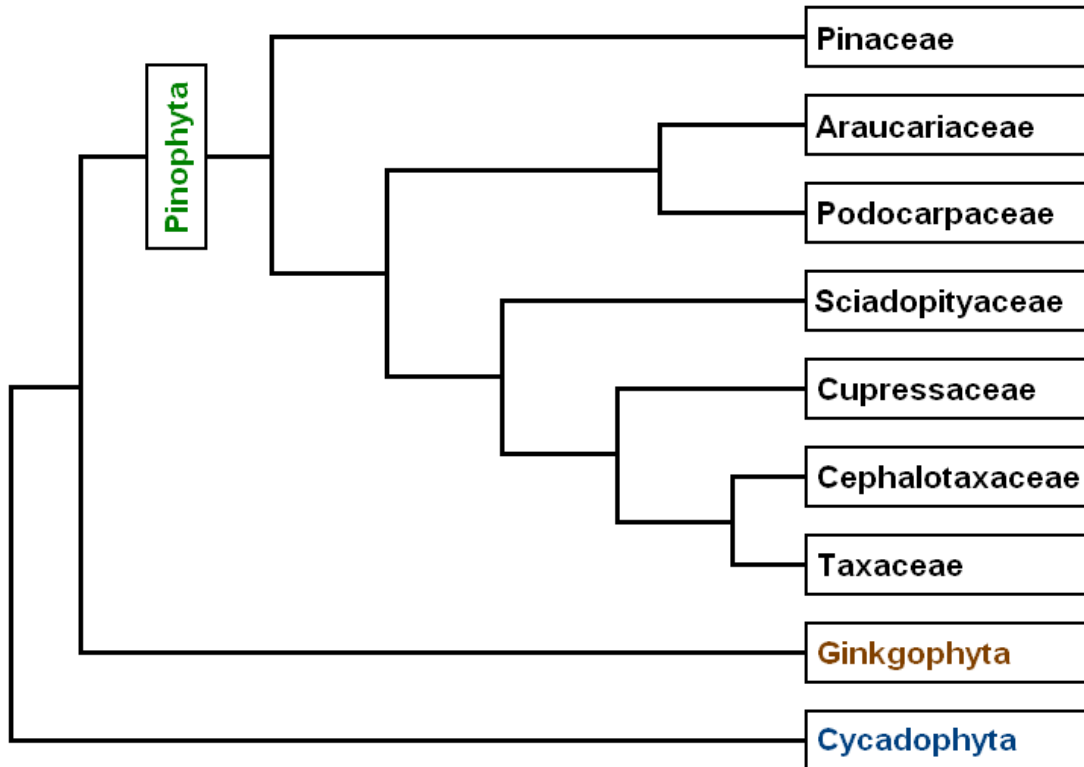 Pinophyta
Pinaceae
Araucariaceae
Podocarpaceae
Sciadopityaceae
Cupressaceae
Cephalotaxaceae
Taxaceae
Ginkgophyta
Cycadophyta